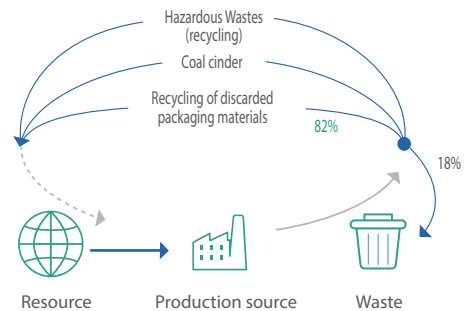 Hazardous Wastes
(recycling)
Coal cinder
Recycling of discarded
packaging materials
82%
18%
Resource
Production source
Waste